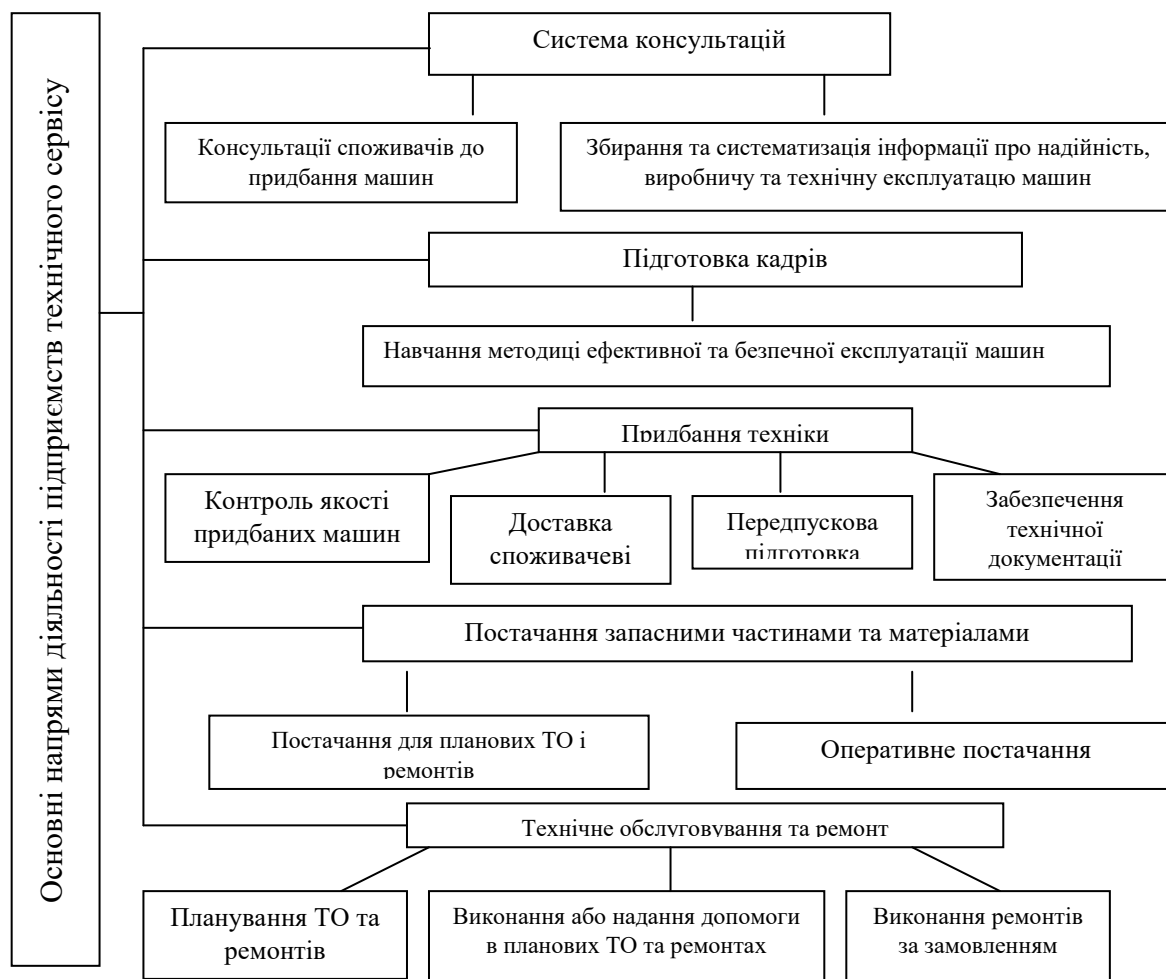 Основні напрями діяльності підприємств технічного сервісу
Система консультацій
Консультації споживачів до
придбання машин
Збирання та систематизація інформації про надійність,
виробничу та технічну експлуатацю машин
Підготовка кадрів
Навчання методиці ефективної та безпечної експлуатації машин
Придбання техніки
Контроль якості
придбаних машин
Доставка
споживачеві
Передпускова
підготовка
Забезпечення
технічної
документації
Постачання запасними частинами та матеріалами
Постачання для планових ТО і
ремонтів
Оперативне постачання
Технічне обслуговування та ремонт
Планування ТО та
ремонтів
Виконання або надання допомоги
в планових ТО та ремонтах
Виконання ремонтів
за замовленням